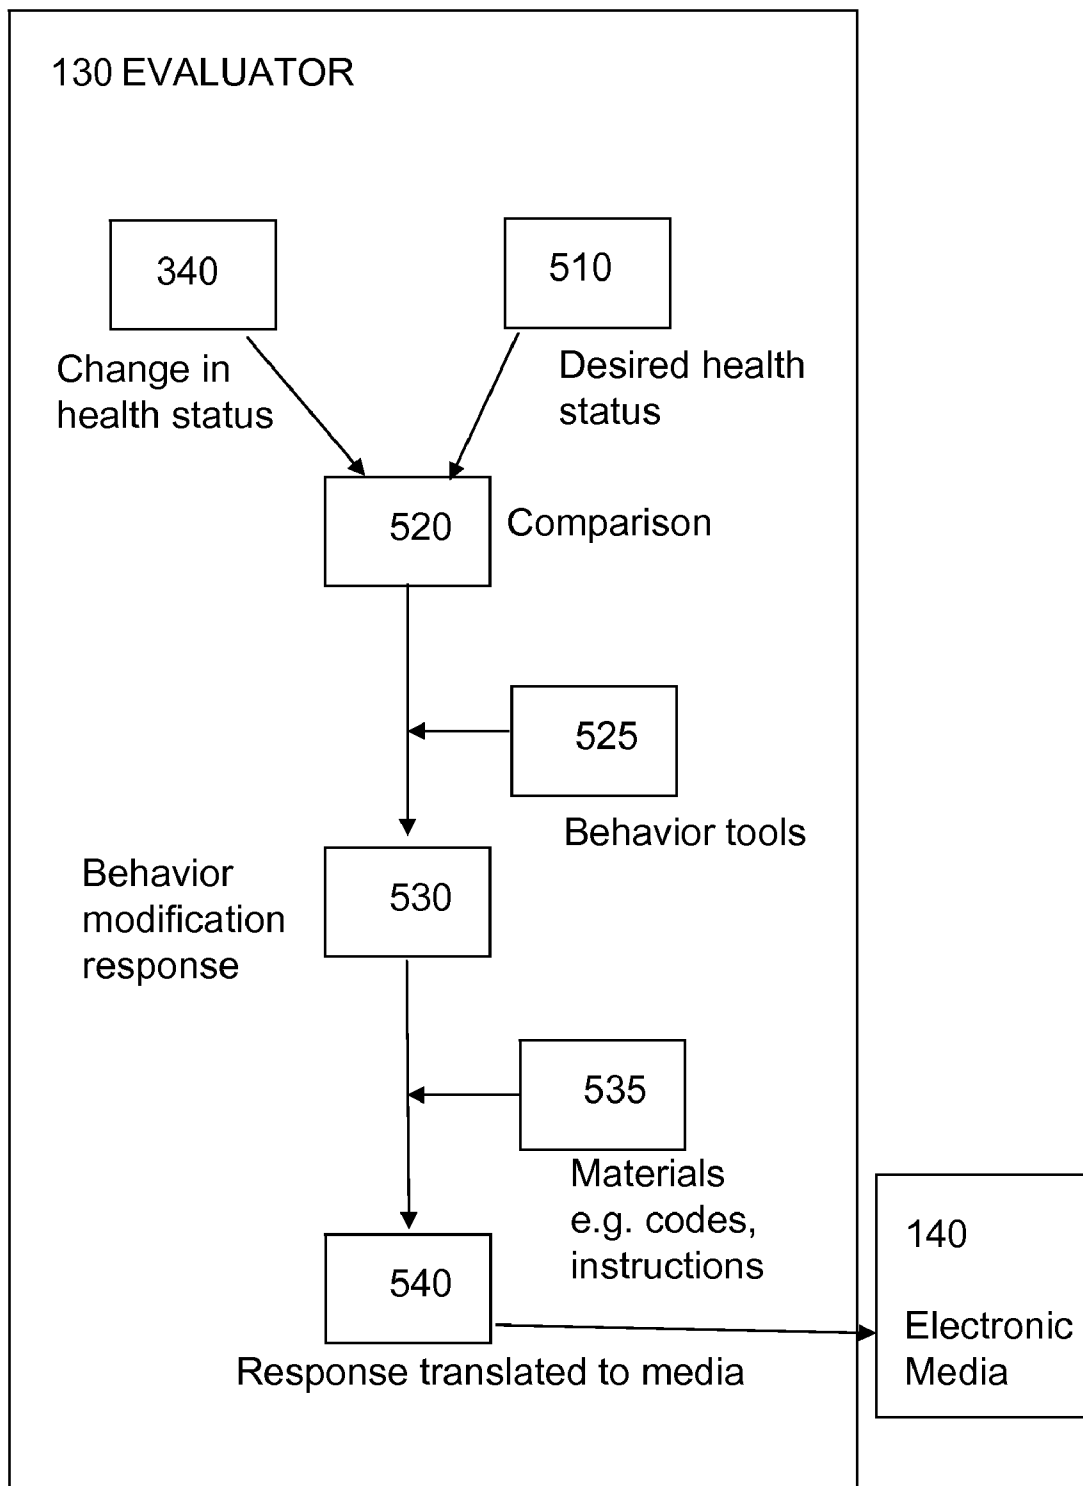 130 EVALUATOR
340
510
Change in
health status
Desired health
status
520
Comparison
525
Behavior tools
Behavior
modification
response
530
535
Materials
e.g. codes,
instructions
540
Response translated to media
140
Electronic
Media